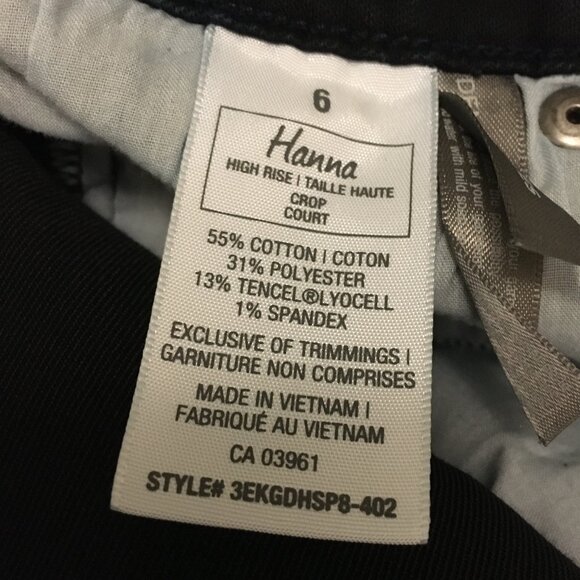 6
Hanna
HIGH RISE | TAILLE HAUTE
CROP
COURT
55% COTTON | COTON
31% POLYESTER
13% TENCEL®LYOCELL
1% SPANDEX
EXCLUSIVE OF TRIMMINGS |
GARNITURE NON COMPRISES
MADE IN VIETNAM |
FABRIQUÉ AU VIETNAM
CA 03961
STYLE# 3EKGDHSP8-402